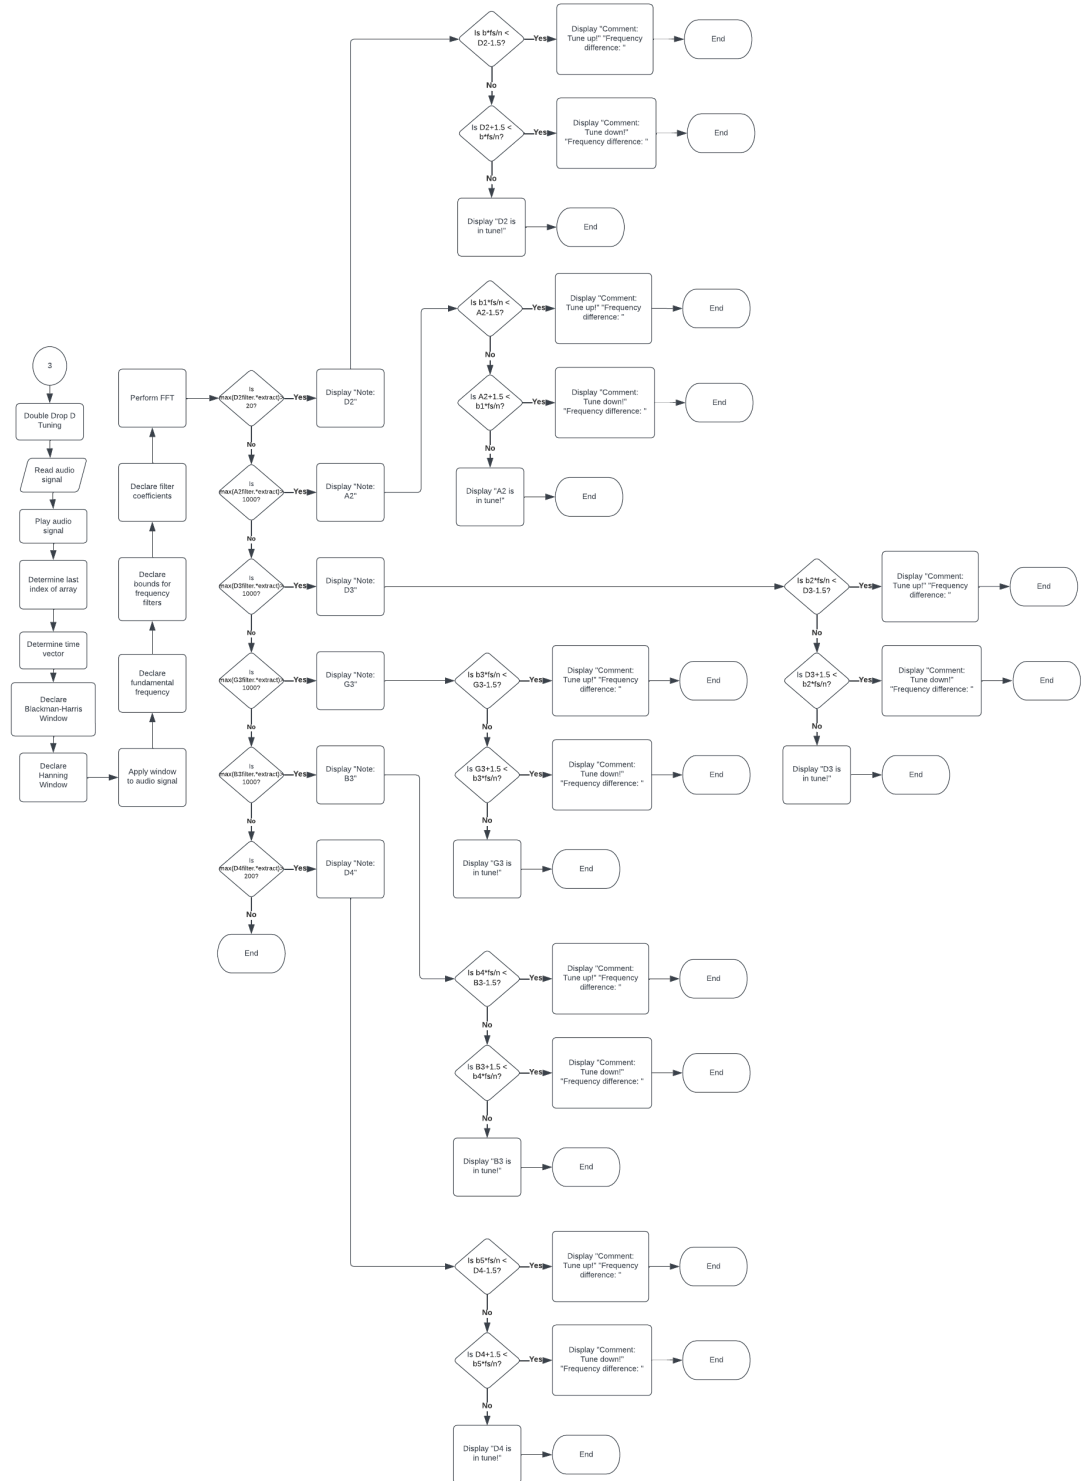 Is b*fs/n <
D2-1.5?
Yes
Display "Comment:
Tune up!" "Frequency
difference: "
End
No
Is D2+1.5 <
b*fs/n?
Yes
Display "Comment:
Tune down!"
"Frequency difference: "
End
No
Display "D2 is
in tune!"
End
Is b1*fs/n <
A2-1.5?
Yes
Display "Comment:
Tune up!" "Frequency
difference: "
End
No
Is A2+1.5 <
b1*fs/n?
Yes
Display "Comment:
Tune down!"
"Frequency difference: "
End
No
Display "A2 is
in tune!"
End
3
Double Drop D
Tuning
Read audio
signal
Play audio
signal
Determine last
index of array
Determine time
vector
Declare
Blackman-Harris
Window
Declare
Hanning
Window
Apply window
to audio signal
Declare
fundamental
frequency
Declare
bounds for
frequency
filters
Declare filter
coefficients
Perform FFT
Is
max(D2filter.*extract)>
20?
Yes
Display "Note:
D2"
No
Is
max(A2filter.*extract)>
1000?
Yes
Display "Note:
A2"
No
Is
max(D3filter.*extract)>
1000?
Yes
Display "Note:
D3"
No
Is
max(G3filter.*extract)>
1000?
Yes
Display "Note:
G3"
No
Is
max(B3filter.*extract)>
1000?
Yes
Display "Note:
B3"
No
Is
max(D4filter.*extract)>
200?
Yes
Display "Note:
D4"
No
End
Is b2*fs/n <
D3-1.5?
Yes
Display "Comment:
Tune up!" "Frequency
difference: "
End
No
Is D3+1.5 <
b2*fs/n?
Yes
Display "Comment:
Tune down!"
"Frequency difference: "
End
No
Display "D3 is
in tune!"
End
Is b3*fs/n <
G3-1.5?
Yes
Display "Comment:
Tune up!" "Frequency
difference: "
End
No
Is G3+1.5 <
b3*fs/n?
Yes
Display "Comment:
Tune down!"
"Frequency difference: "
End
No
Display "G3 is
in tune!"
End
Is b4*fs/n <
B3-1.5?
Yes
Display "Comment:
Tune up!" "Frequency
difference: "
End
No
Is B3+1.5 <
b4*fs/n?
Yes
Display "Comment:
Tune down!"
"Frequency difference: "
End
No
Display "B3 is
in tune!"
End
Is b5*fs/n <
D4-1.5?
Yes
Display "Comment:
Tune up!" "Frequency
difference: "
End
No
Is D4+1.5 <
b5*fs/n?
Yes
Display "Comment:
Tune down!"
"Frequency difference: "
End
No
Display "D4 is
in tune!"
End